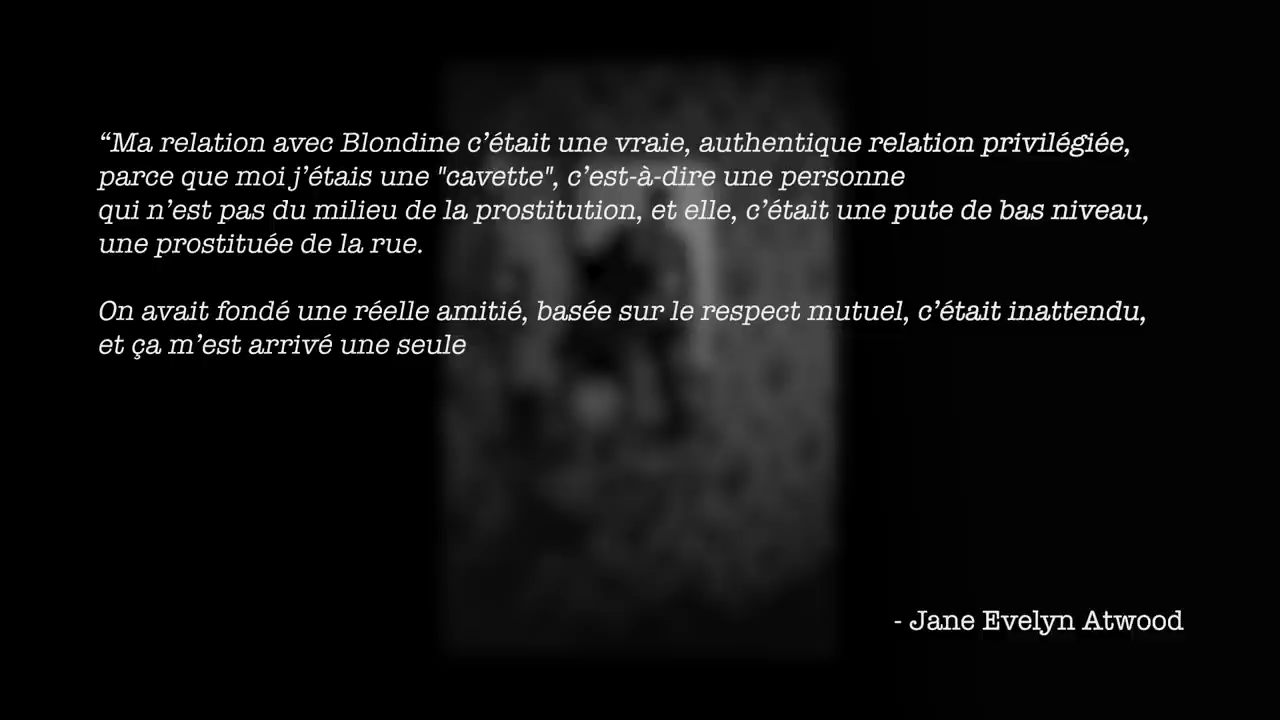 “Ma relation avec Blondine c’était une vraie, authentique relation privilégiée,
parce que moi j’étais une "cavette", c’est-à-dire une personne
qui n’est pas du milieu de la prostitution, et elle, c’était une pute de bas niveau,
une prostituée de la rue.
On avait fondé une réelle amitié, basée sur le respect mutuel, c’était inattendu,
et ça m’est arrivé une seule
- Jane Evelyn Atwood